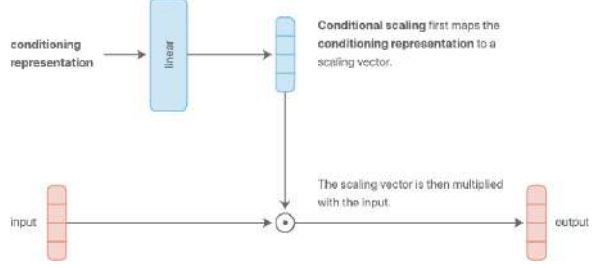 conditioning
representation
linear
Conditional scaling first maps the
conditioning representation to a
scaling vector.
The scaling vector is then multiplied
with the input.
input
output